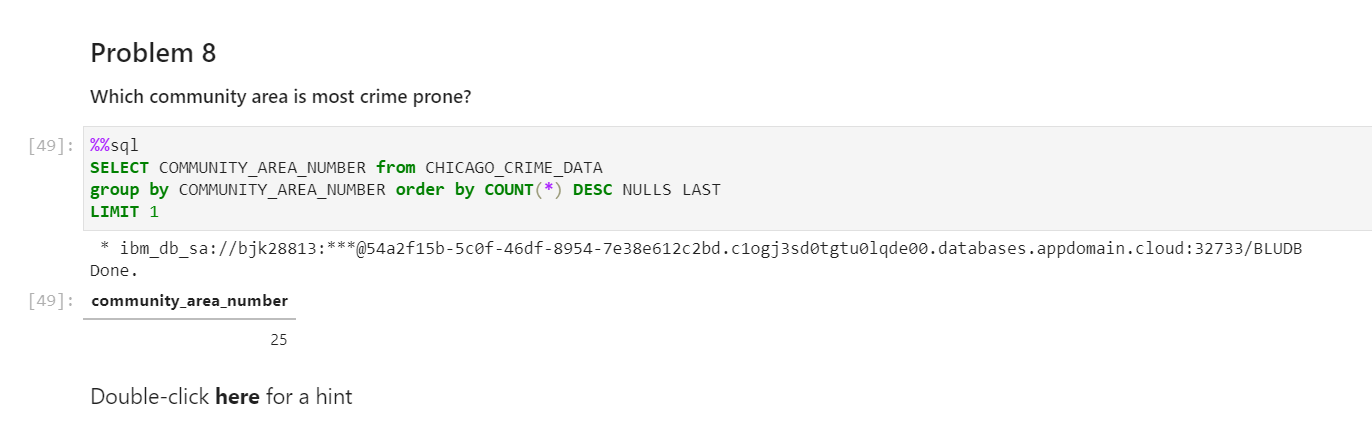 Problem 8
Which community area is most crime prone?
[49]: %%sql
SELECT COMMUNITY_AREA_NUMBER from CHICAGO_CRIME_DATA
group by COMMUNITY_AREA_NUMBER order by COUNT(*) DESC NULLS LAST
LIMIT 1
* ibm_db_sa://bjk28813:***@54a2f15b-5c0f-46df-8954-7e38e612c2bd.c1ogj3sd0tgtu0lqde00.databases.appdomain.cloud:32733/BLUDB
Done.
[49]: community_area_number
25
Double-click here for a hint